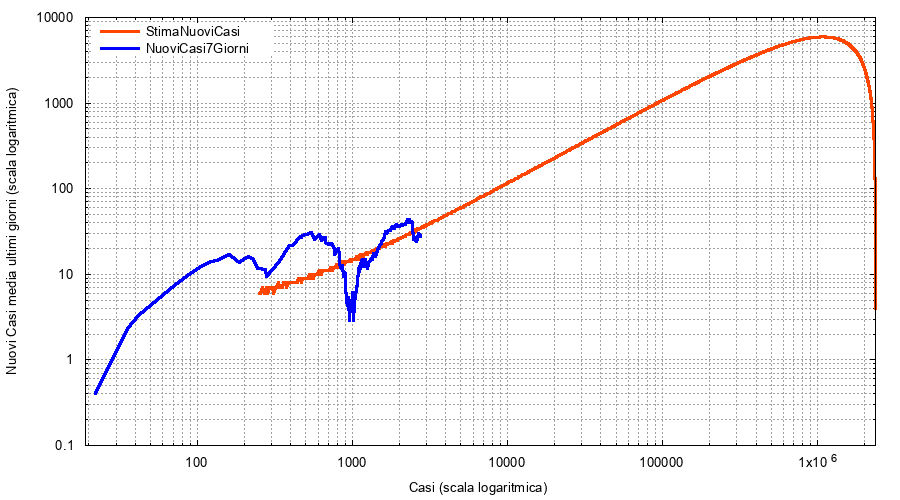 10000
StimaNuoviCasi
NuoviCasi7Giorni
1000
100
10
1
0.1
Nuovi Casi media ultimi giorni (scala logaritmica)
100
1000
10000
100000
1x10 6
Casi (scala logaritmica)